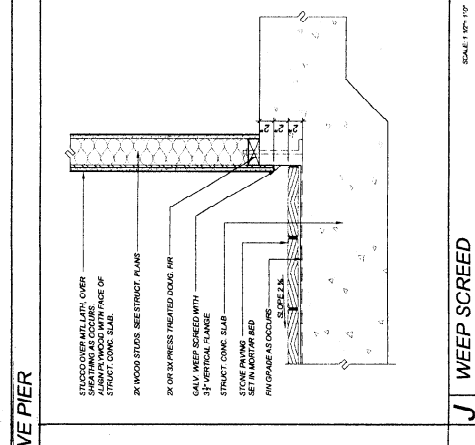 VE PIER
STUCCO OVER MTL LATH, OVER
SHEATHING AS OCCURS.
ALIGN PLYWOOD WITH FACE OF
STRUCT. CONC. SLAB.
2X WOOD STUDS. SEE STRUCT. PLANS
2X OR 3X PRESS TREATED DOUG. FIR
GALV. WEEP SCREED WITH
3½" VERTICAL FLANGE
STRUCT. CONC. SLAB
STONE PAVING
SET IN MORTAR BED
FIN GRADE AS OCCURS
SLOPE 2%
2"
2"
2"
J
WEEP SCREED
SCALE: 1 1/2"= 1'0"